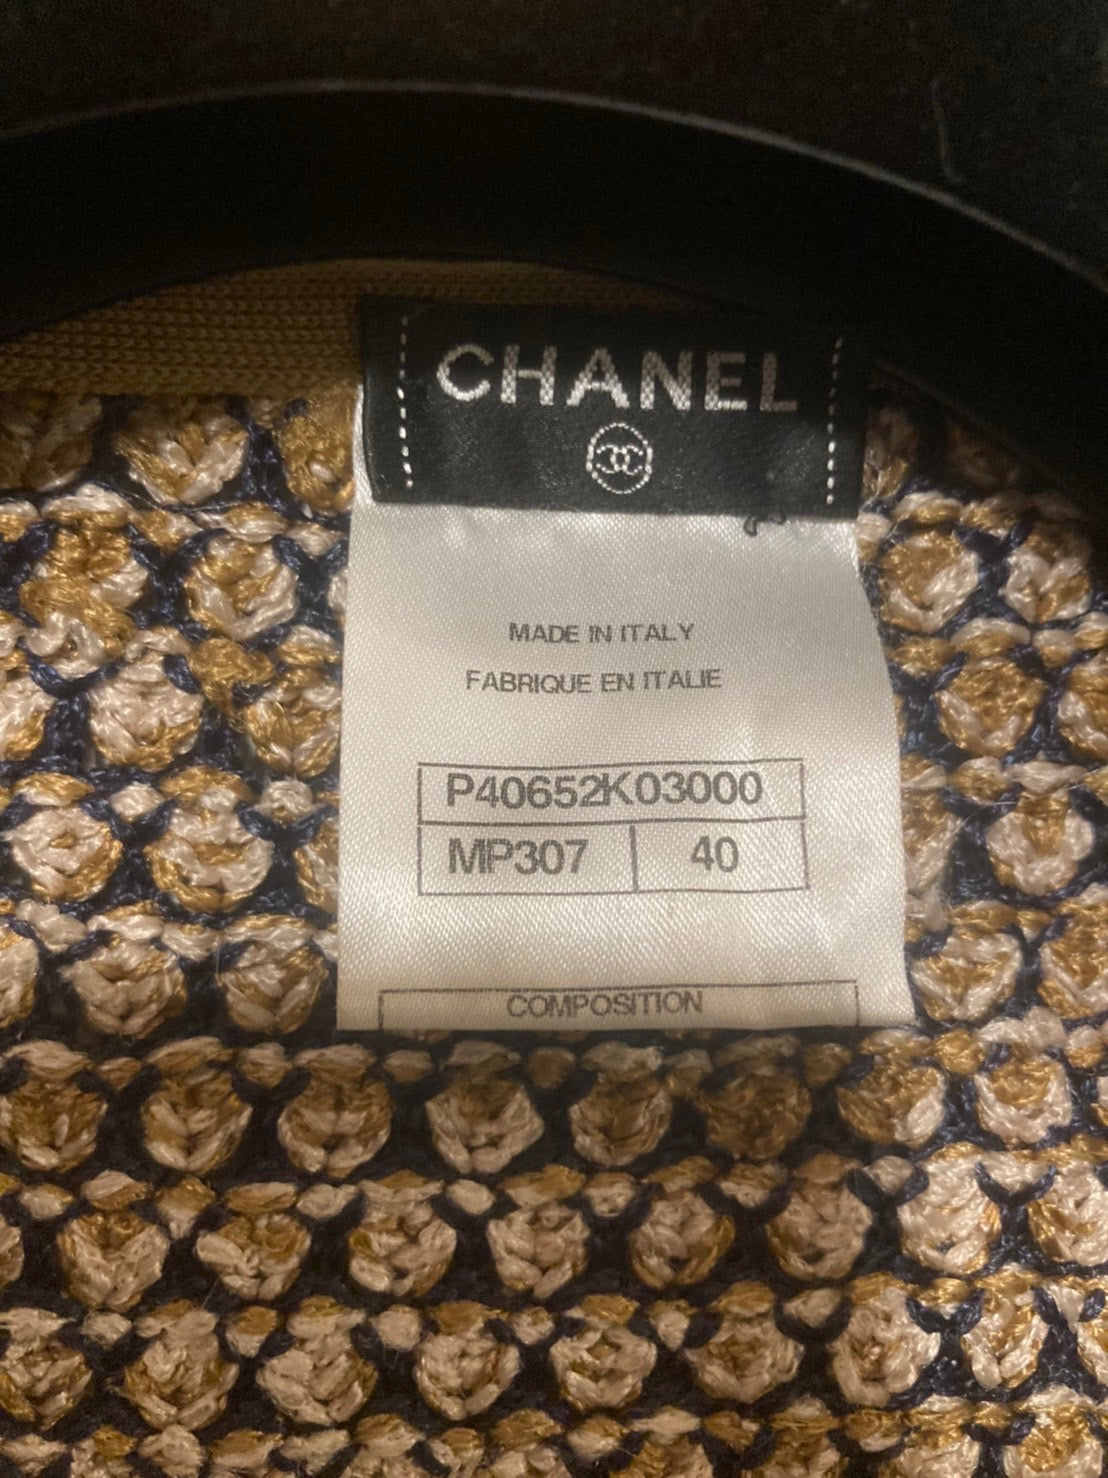 CHANEL
MADE IN ITALY
FABRIQUE EN ITALIE
P40652K03000
MP307 40
COMPOSITION